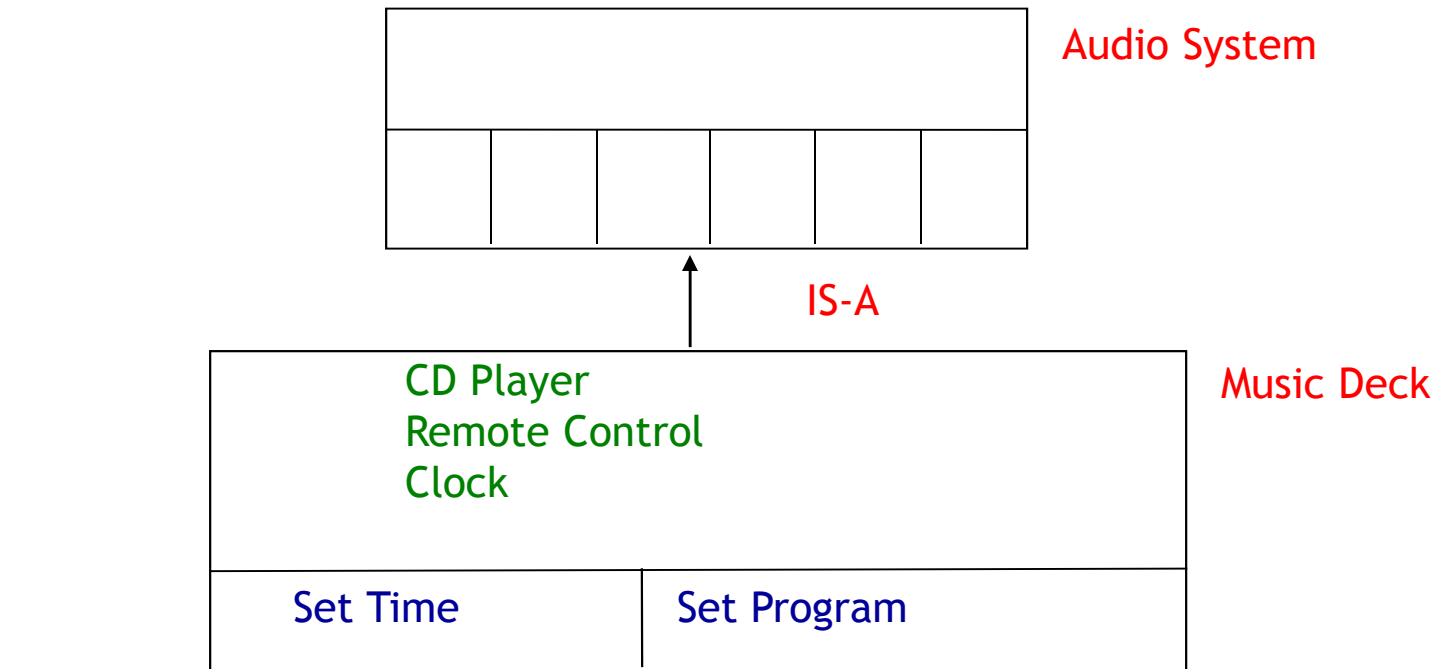 Audio System
IS-A
CD Player
Music Deck
Remote Control
Clock
Set Time
Set Program